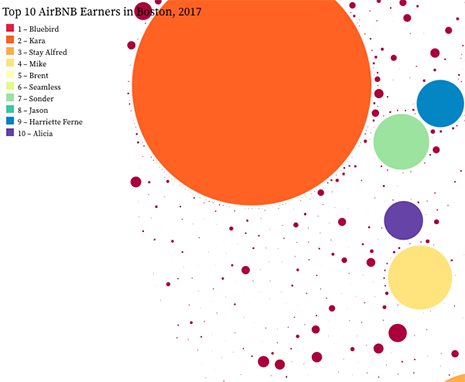 Top 10 AirBNB Earners in Boston, 2017
1 – Bluebird
2 – Kara
3 – Stay Alfred
4 – Mike
5 – Brent
6 – Seamless
7 – Sonder
8 – Jason
9 – Harriette Ferne
10 – Alicia